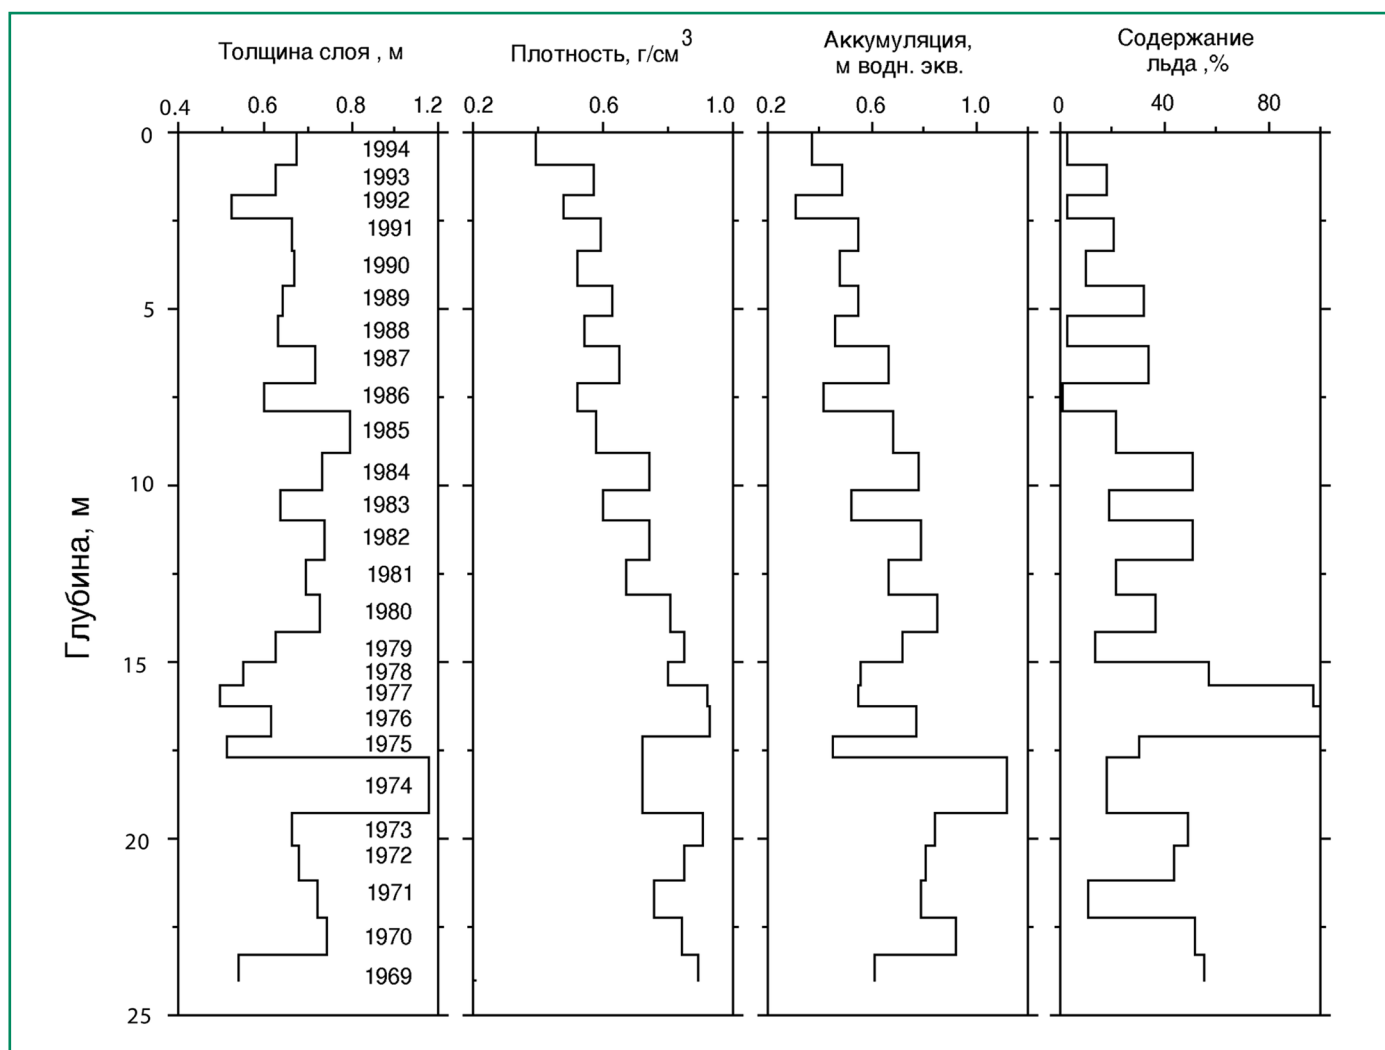 Толщина слоя , м
Плотность, г/см3
Аккумуляция,
м водн. экв.
Содержание
льда ,%
0.4 0.6 0.8 1.2
0.2 0.6 1.0
0.2 0.6 1.0
0 40 80
Глубина, м
0
5
10
15
20
25
1994
1993
1992
1991
1990
1989
1988
1987
1986
1985
1984
1983
1982
1981
1980
1979
1978
1977
1976
1975
1974
1973
1972
1971
1970
1969